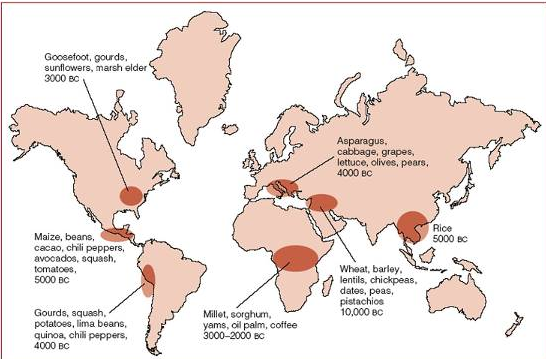 Goosefoot, gourds,
sunflowers, marsh elder
3000 BC
Asparagus,
cabbage, grapes,
lettuce, olives, pears,
4000 BC
Maize, beans,
cacao, chili peppers,
avocados, squash,
tomatoes,
5000 BC
Rice
5000 BC
Wheat, barley,
lentils, chickpeas,
dates, peas,
pistachios
10,000 BC
Gourds, squash,
potatoes, lima beans,
quinoa, chili peppers,
4000 BC
Millet, sorghum,
yams, oil palm, coffee
3000–2000 BC